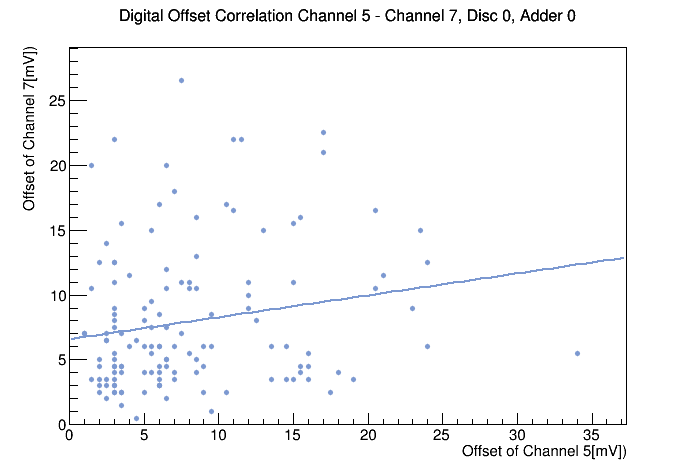 Digital Offset Correlation Channel 5 - Channel 7, Disc 0, Adder 0
Offset of Channel 7[mV])
25
20
15
10
5
0
0 5 10 15 20 25 30 35
Offset of Channel 5[mV])